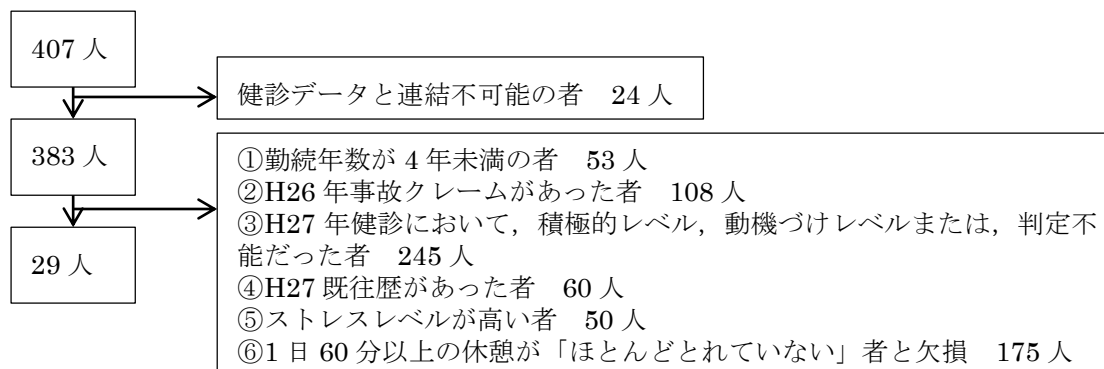 407 人
健診データと連結不可能の者　24 人
383 人
①勤続年数が 4 年未満の者　53 人
②H26 年事故クレームがあった者　108 人
③H27 年健診において，積極的レベル，動機づけレベルまたは，判定不
能だった者　245 人
④H27 既往歴があった者　60 人
⑤ストレスレベルが高い者　50 人
⑥1 日 60 分以上の休憩が「ほとんどとれていない」者と欠損　175 人
29 人